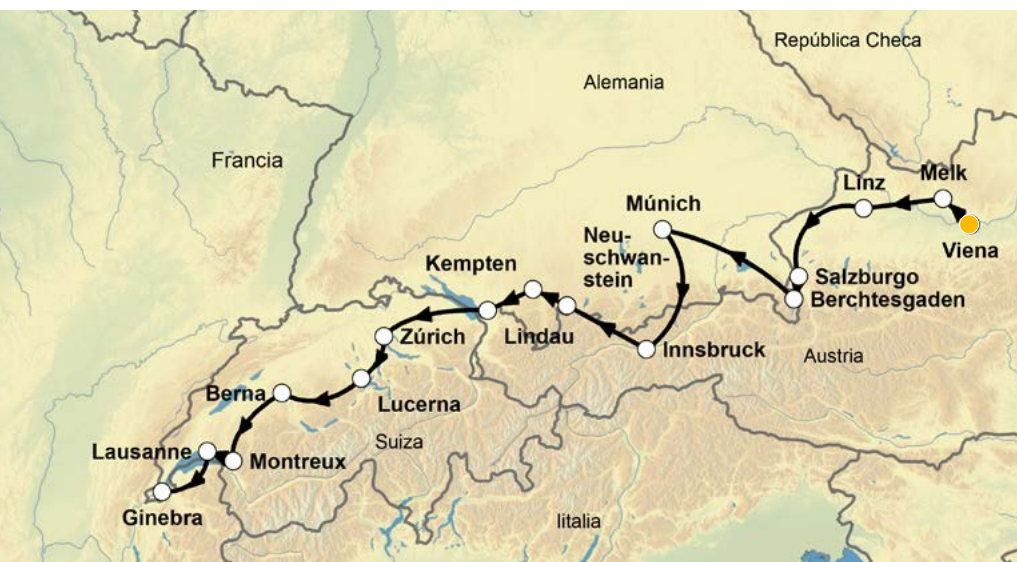 República Checa
Alemania
Francia
Melk
Linz
Múnich
Viena
Neu-
schwan-
stein
Kempten
Salzburgo
Berchtesgaden
Lindau
Zúrich
Innsbruck
Austria
Berna
Lucerna
Suiza
Lausanne
Montreux
Ginebra
Iitalia